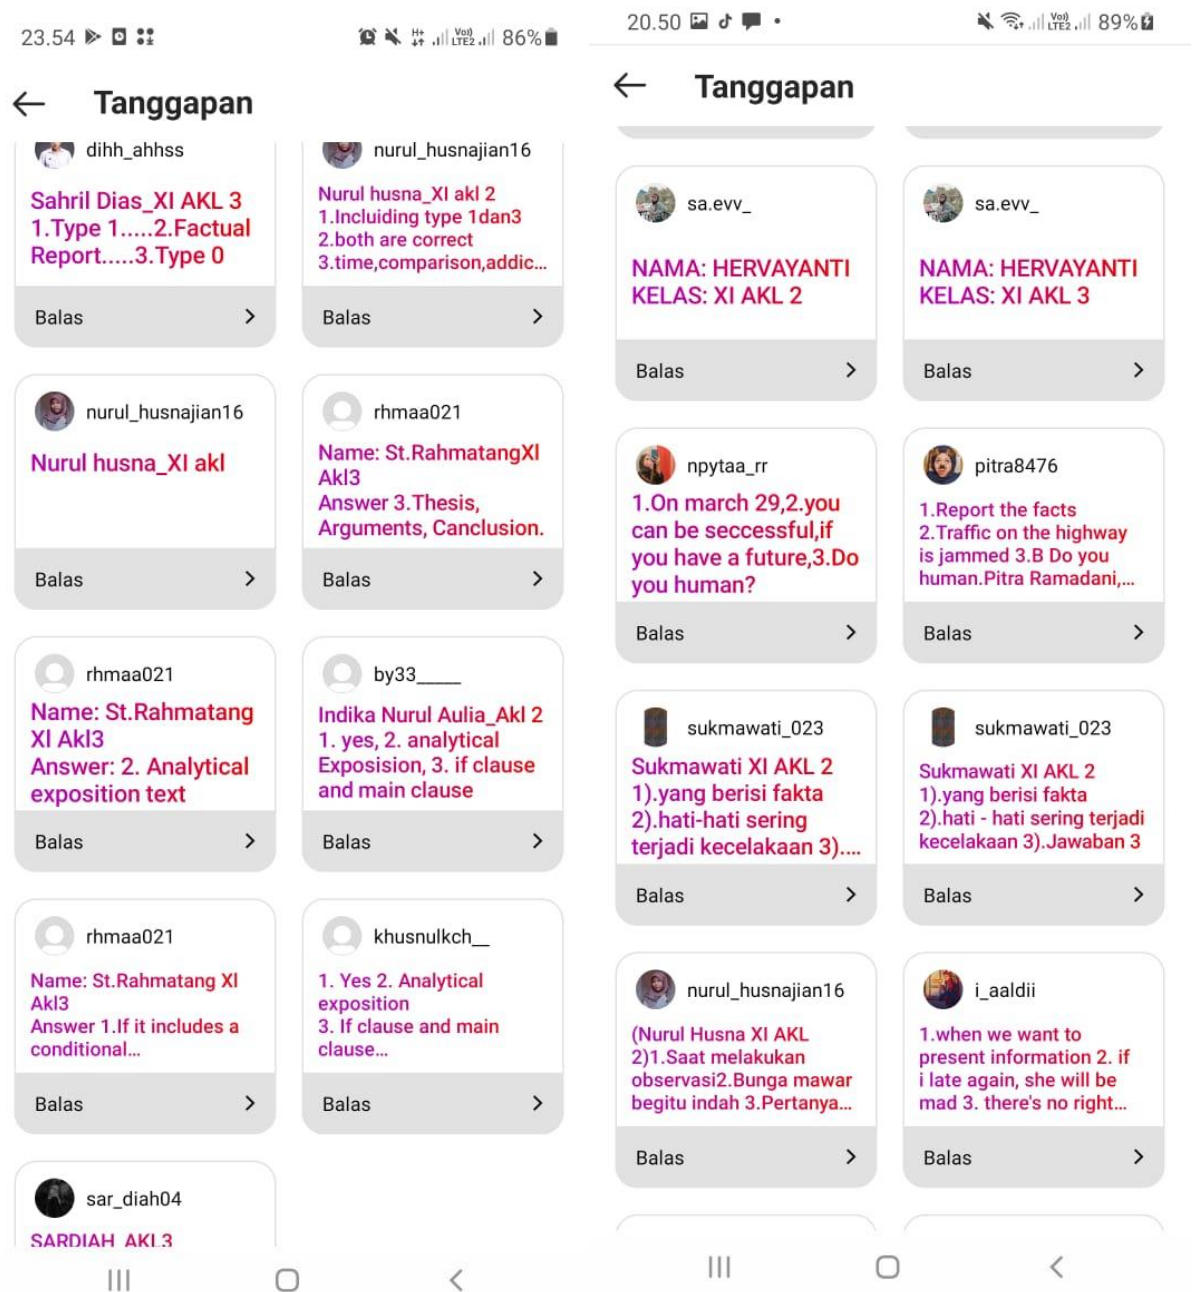 23.54
86%
Tanggapan
dihh_ahhss
Sahril Dias_XI AKL 3
1.Type 1.....2.Factual
Report.....3.Type 0
Balas
nurul_husnajian16
Nurul husna_XI akl 2
1.Incluiding type 1dan3
2.both are correct
3.time,comparison,addic...
Balas
nurul_husnajian16
Nurul husna_XI akl
Balas
rhmaa021
Name: St.RahmatangXl
Akl3
Answer 3.Thesis,
Arguments, Canclusion.
Balas
rhmaa021
Name: St.Rahmatang
Xl Akl3
Answer: 2. Analytical
exposition text
Balas
by33_____
Indika Nurul Aulia_Akl 2
1. yes, 2. analytical
Exposision, 3. if clause
and main clause
Balas
rhmaa021
Name: St.Rahmatang Xl
Akl3
Answer 1.If it includes a
conditional...
Balas
khusnulkch__
1. Yes 2. Analytical
exposition
3. If clause and main
clause...
Balas
sar_diah04
SARDIAH_AKL3
20.50
Vo)) LTE2
89%
Tanggapan
sa.evv_
NAMA: HERVAYANTI
KELAS: XI AKL 2
Balas
sa.evv_
NAMA: HERVAYANTI
KELAS: XI AKL 3
Balas
npytaa_rr
1.On march 29,2.you
can be seccessful,if
you have a future,3.Do
you human?
Balas
pitra8476
1.Report the facts
2.Traffic on the highway
is jammed 3.B Do you
human.Pitra Ramadani,...
Balas
sukmawati_023
Sukmawati XI AKL 2
1).yang berisi fakta
2).hati-hati sering
terjadi kecelakaan 3)....
Balas
sukmawati_023
Sukmawati XI AKL 2
1).yang berisi fakta
2).hati - hati sering terjadi
kecelakaan 3).Jawaban 3
Balas
nurul_husnajian16
(Nurul Husna XI AKL
2)1.Saat melakukan
observasi2.Bunga mawar
begitu indah 3.Pertanya...
Balas
i_aaldii
1.when we want to
present information 2. if
i late again, she will be
mad 3. there's no right...
Balas